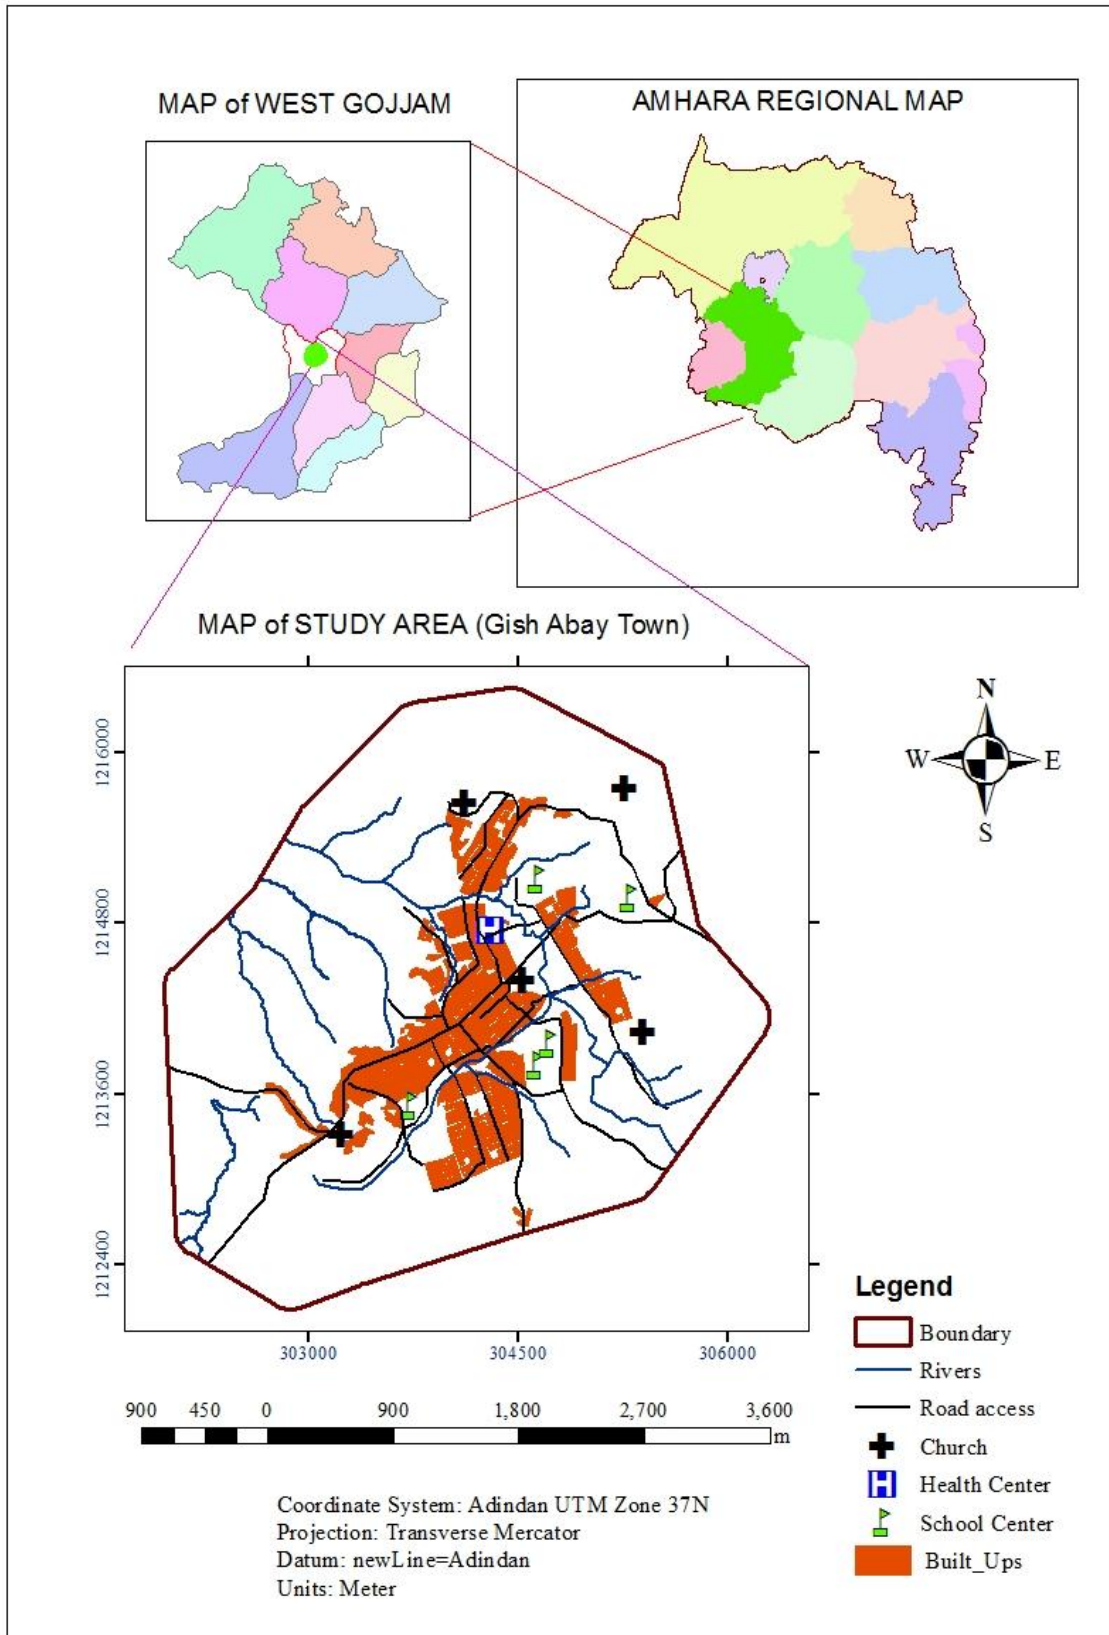 MAP of WEST GOJJAM
AMHARA REGIONAL MAP
MAP of STUDY AREA (Gish Abay Town)
N
W E
S
1216000
1214800
1213600
1212400
303000 304500 306000
Legend
Boundary
Rivers
Road access
Church
H Health Center
School Center
Built_Ups
900 450 0 900 1,800 2,700 3,600
m
Coordinate System: Adindan UTM Zone 37N
Projection: Transverse Mercator
Datum: newLine=Adindan
Units: Meter
H